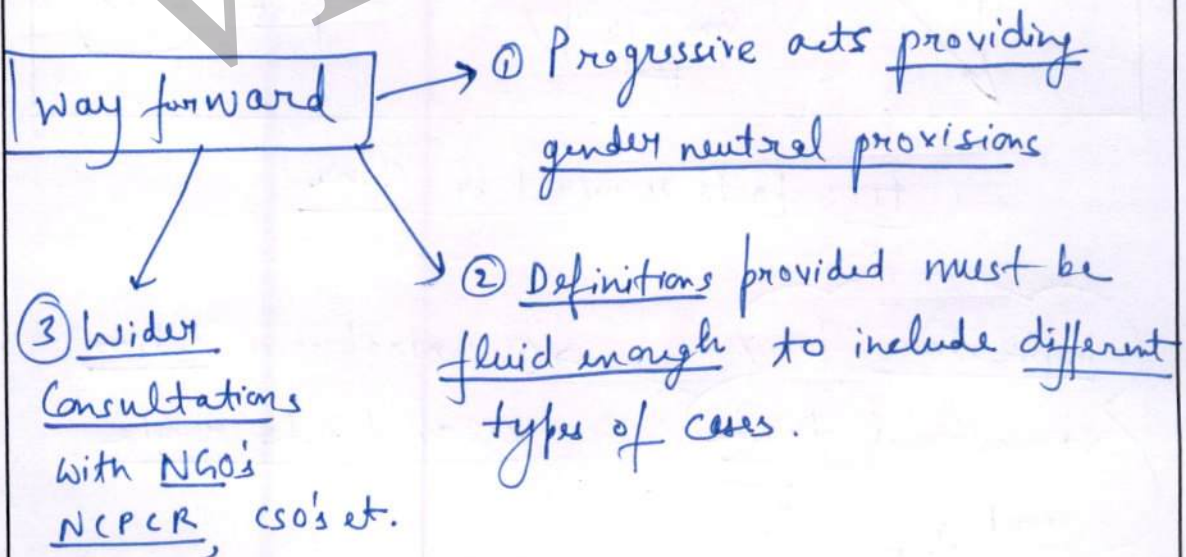 way forward
① Progressive acts providing
gender neutral provisions
② Definitions provided must be
fluid enough to include different
types of cases.
③ Wider
Consultations
with NGO's
NCPCR, CSO's et.